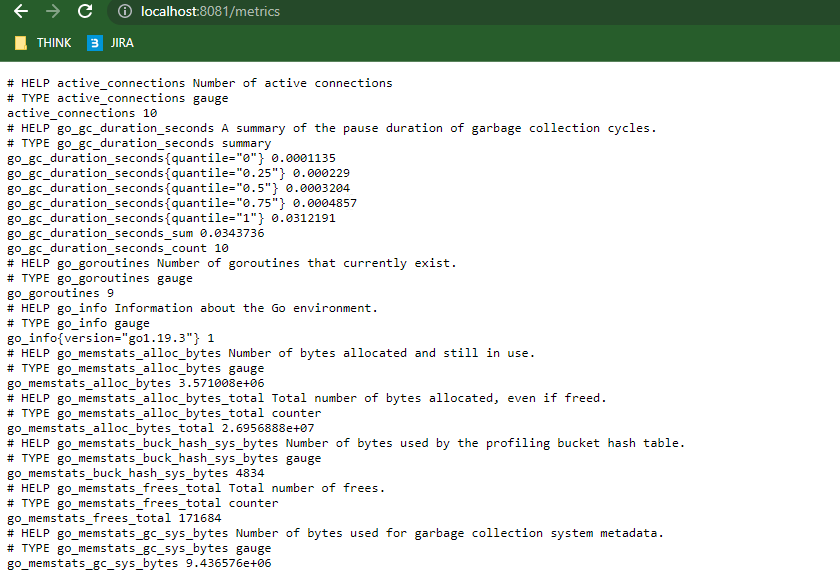 localhost:8081/metrics
THINK JIRA
# HELP active_connections Number of active connections
# TYPE active_connections gauge
active_connections 10
# HELP go_gc_duration_seconds A summary of the pause duration of garbage collection cycles.
# TYPE go_gc_duration_seconds summary
go_gc_duration_seconds{quantile="0"} 0.0001135
go_gc_duration_seconds{quantile="0.25"} 0.000229
go_gc_duration_seconds{quantile="0.5"} 0.0003204
go_gc_duration_seconds{quantile="0.75"} 0.0004857
go_gc_duration_seconds{quantile="1"} 0.0312191
go_gc_duration_seconds_sum 0.0343736
go_gc_duration_seconds_count 10
# HELP go_goroutines Number of goroutines that currently exist.
# TYPE go_goroutines gauge
go_goroutines 9
# HELP go_info Information about the Go environment.
# TYPE go_info gauge
go_info{version="go1.19.3"} 1
# HELP go_memstats_alloc_bytes Number of bytes allocated and still in use.
# TYPE go_memstats_alloc_bytes gauge
go_memstats_alloc_bytes 3.571008e+06
# HELP go_memstats_alloc_bytes_total Total number of bytes allocated, even if freed.
# TYPE go_memstats_alloc_bytes_total counter
go_memstats_alloc_bytes_total 2.6956888e+07
# HELP go_memstats_buck_hash_sys_bytes Number of bytes used by the profiling bucket hash table.
# TYPE go_memstats_buck_hash_sys_bytes gauge
go_memstats_buck_hash_sys_bytes 4834
# HELP go_memstats_frees_total Total number of frees.
# TYPE go_memstats_frees_total counter
go_memstats_frees_total 171684
# HELP go_memstats_gc_sys_bytes Number of bytes used for garbage collection system metadata.
# TYPE go_memstats_gc_sys_bytes gauge
go_memstats_gc_sys_bytes 9.436576e+06